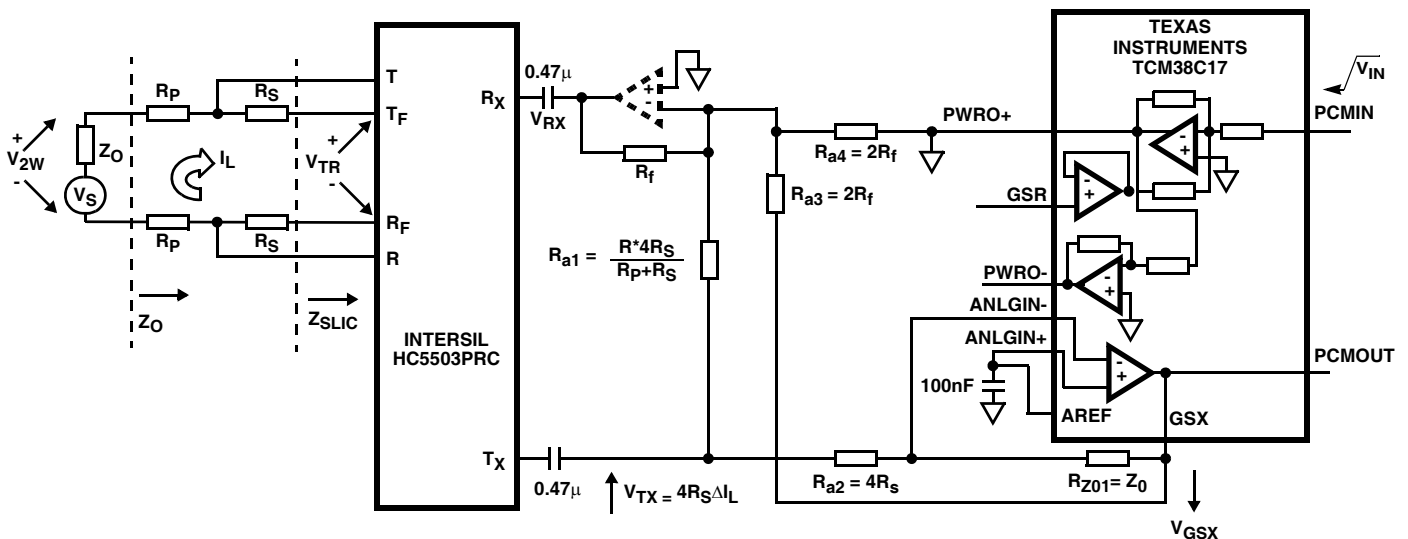 TEXAS
INSTRUMENTS
TCM38C17
V_IN
PCMIN
T
T_F
R_F
R
R_X
T_X
INTERSIL
HC5503PRC
R_P
R_S
R_P
R_S
+
V_2W
-
Z_O
V_S
I_L
+
V_TR
-
Z_O
Z_SLIC
0.47µ
V_RX
+
-
R_f
R_a1 = R*4R_S
R_P+R_S
PWRO+
R_a4 = 2R_f
R_a3 = 2R_f
-
+
GSR
-
+
PWRO-
-
+
ANLGIN-
ANLGIN+
-
+
100nF
AREF
GSX
PCMOUT
0.47µ
V_TX = 4R_SΔI_L
R_a2 = 4R_s
R_Z01 = Z_0
V_GSX